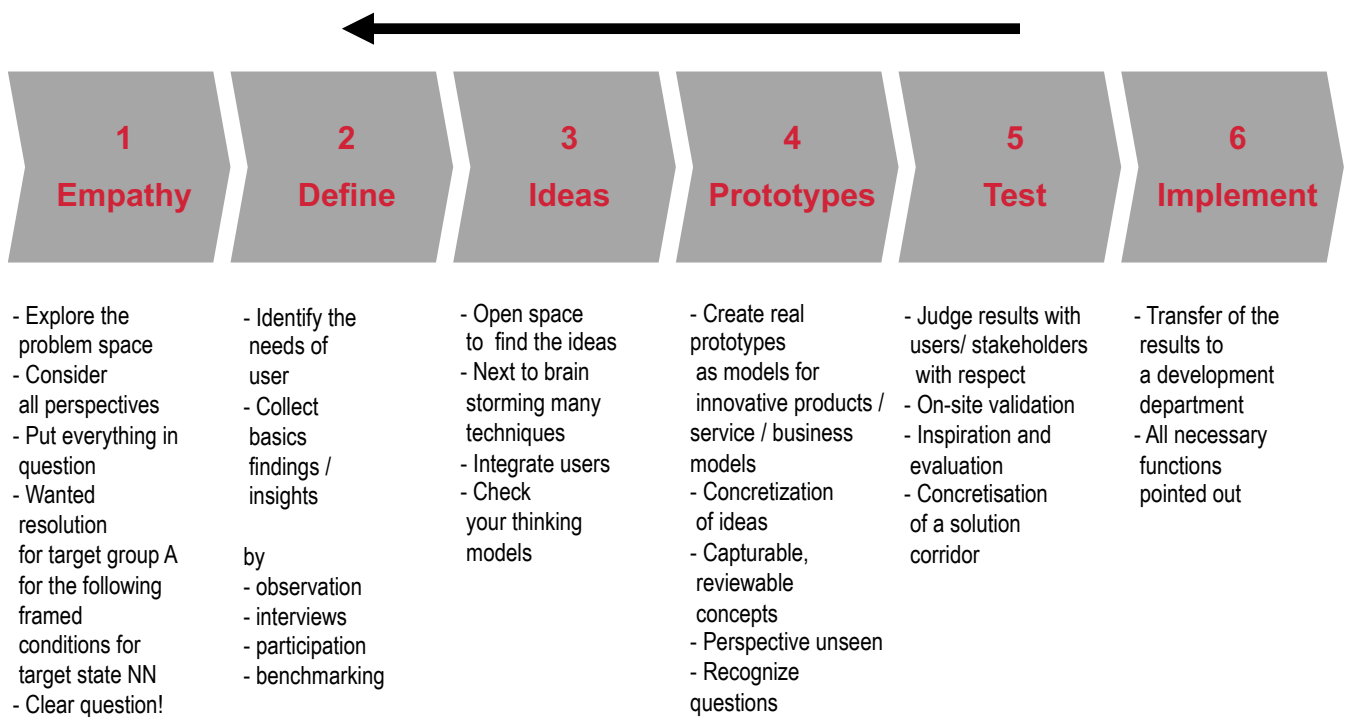 1
Empathy
2
Define
3
Ideas
4
Prototypes
5
Test
6
Implement
- Explore the
problem space
- Consider
all perspectives
- Put everything in
question
- Wanted
resolution
for target group A
for the following
framed
conditions for
target state NN
- Clear question!
- Identify the
needs of
user
- Collect
basics
findings /
insights
by
- observation
- interviews
- participation
- benchmarking
- Open space
to find the ideas
- Next to brain
storming many
techniques
- Integrate users
- Check
your thinking
models
- Create real
prototypes
as models for
innovative products /
service / business
models
- Concretization
of ideas
- Capturable,
reviewable
concepts
- Perspective unseen
- Recognize
questions
- Judge results with
users/ stakeholders
with respect
- On-site validation
- Inspiration and
evaluation
- Concretisation
of a solution
corridor
- Transfer of the
results to
a development
department
- All necessary
functions
pointed out